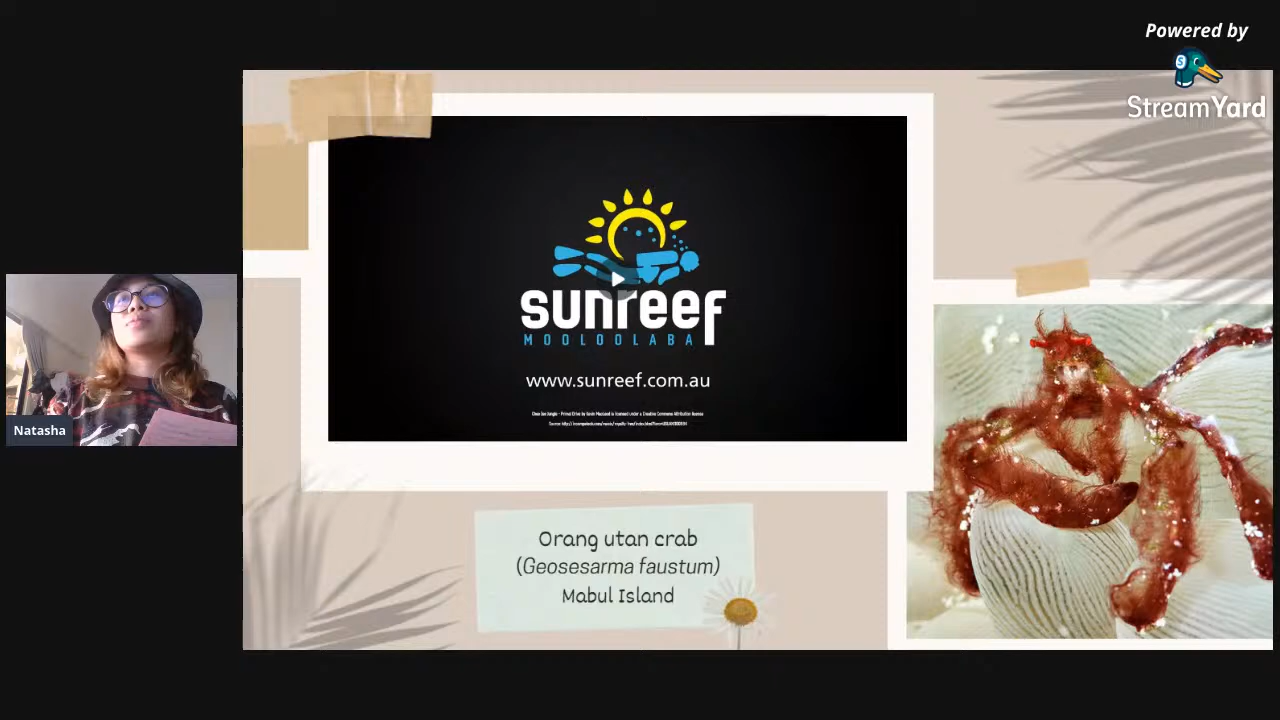 Powered by
StreamYard
sunreef
MOOLOOLABA
www.sunreef.com.au
Natasha
Orang utan crab
(Geosesarma faustum)
Mabul Island